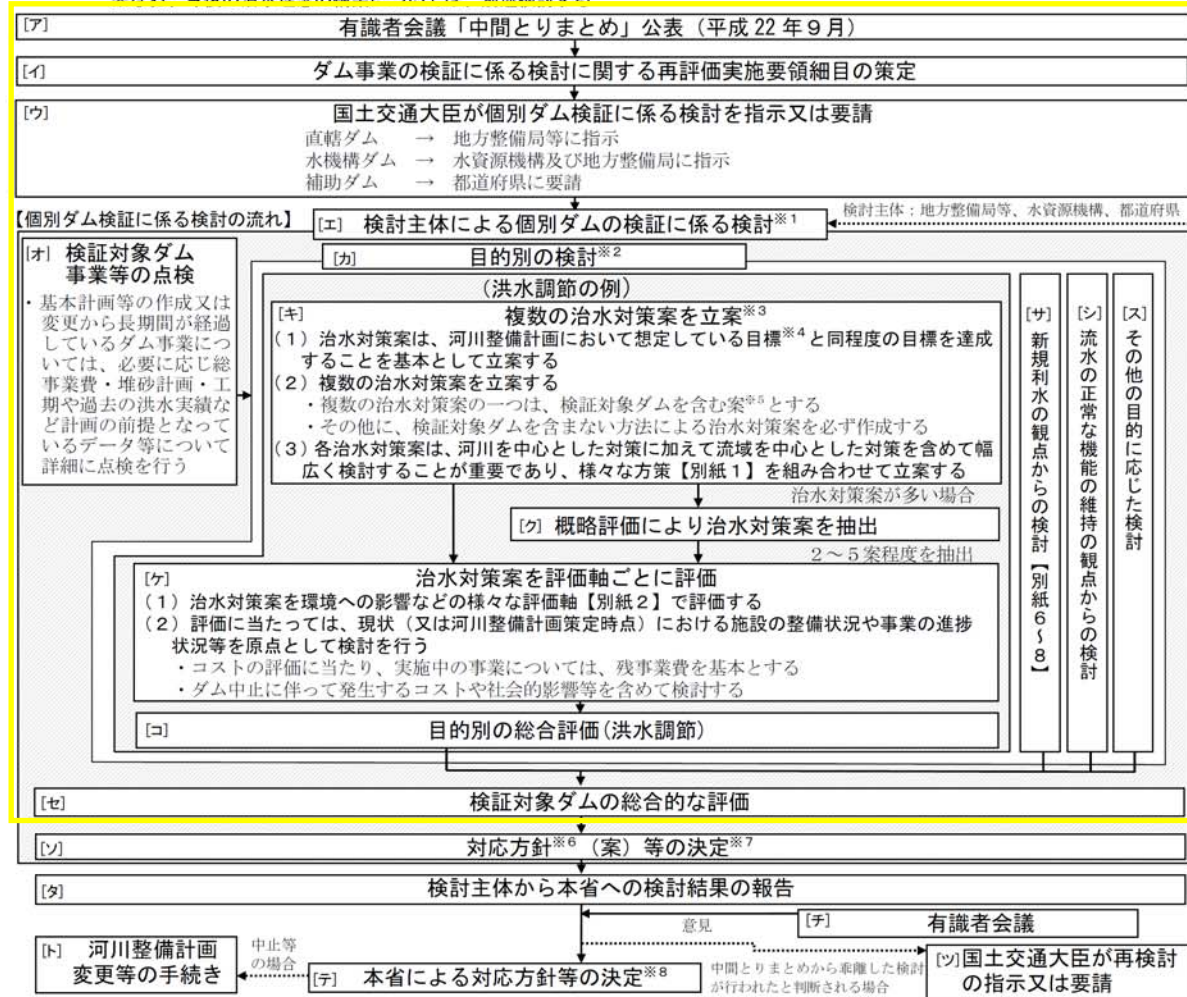 [ア] 有識者会議「中間とりまとめ」公表(平成22年9月)
[イ] ダム事業の検証に係る検討に関する再評価実施要領細目の策定
[ウ] 国土交通大臣が個別ダム検証に係る検討を指示又は要請
直轄ダム → 地方整備局等に指示
水機構ダム → 水資源機構及び地方整備局に指示
補助ダム → 都道府県に要請
【個別ダム検証に係る検討の流れ】
[エ] 検討主体による個別ダムの検証に係る検討※1
検討主体:地方整備局等、水資源機構、都道府県
[オ] 検証対象ダム
事業等の点検
・基本計画等の作成又は
変更から長期間が経過
しているダム事業につ
いては、必要に応じ総
事業費・堆砂計画・工
期や過去の洪水実績な
ど計画の前提となって
いるデータ等について
詳細に点検を行う
[カ] 目的別の検討※2
(洪水調節の例)
[キ] 複数の治水対策案を立案※3
(1)治水対策案は、河川整備計画において想定している目標※4と同程度の目標を達成
することを基本として立案する
(2)複数の治水対策案を立案する
・複数の治水対策案の一つは、検証対象ダムを含む案※5とする
・その他に、検証対象ダムを含まない方法による治水対策案を必ず作成する
(3)各治水対策案は、河川を中心とした対策に加えて流域を中心とした対策を含めて幅
広く検討することが重要であり、様々な方策【別紙1】を組み合わせて立案する
治水対策案が多い場合
[ク] 概略評価により治水対策案を抽出
2～5案程度を抽出
[ケ] 治水対策案を評価軸ごとに評価
(1)治水対策案を環境への影響などの様々な評価軸【別紙2】で評価する
(2)評価に当たっては、現状(又は河川整備計画策定時点)における施設の整備状況や事業の進捗
状況等を原点として検討を行う
・コストの評価に当たり、実施中の事業については、残事業費を基本とする
・ダム中止に伴って発生するコストや社会的影響等を含めて検討する
[コ] 目的別の総合評価(洪水調節)
[サ] 新規利水の観点からの検討【別紙6～8】
[シ] 流水の正常な機能の維持の観点からの検討
[ス] その他の目的に応じた検討
[セ] 検証対象ダムの総合的な評価
[ソ] 対応方針※6(案)等の決定※7
[タ] 検討主体から本省への検討結果の報告
意見
[チ] 有識者会議
[ト] 河川整備計画
変更等の手続き
中止等
の場合
[テ] 本省による対応方針等の決定※8
中間とりまとめから乖離した検討
が行われたと判断される場合
[ツ]国土交通大臣が再検討
の指示又は要請